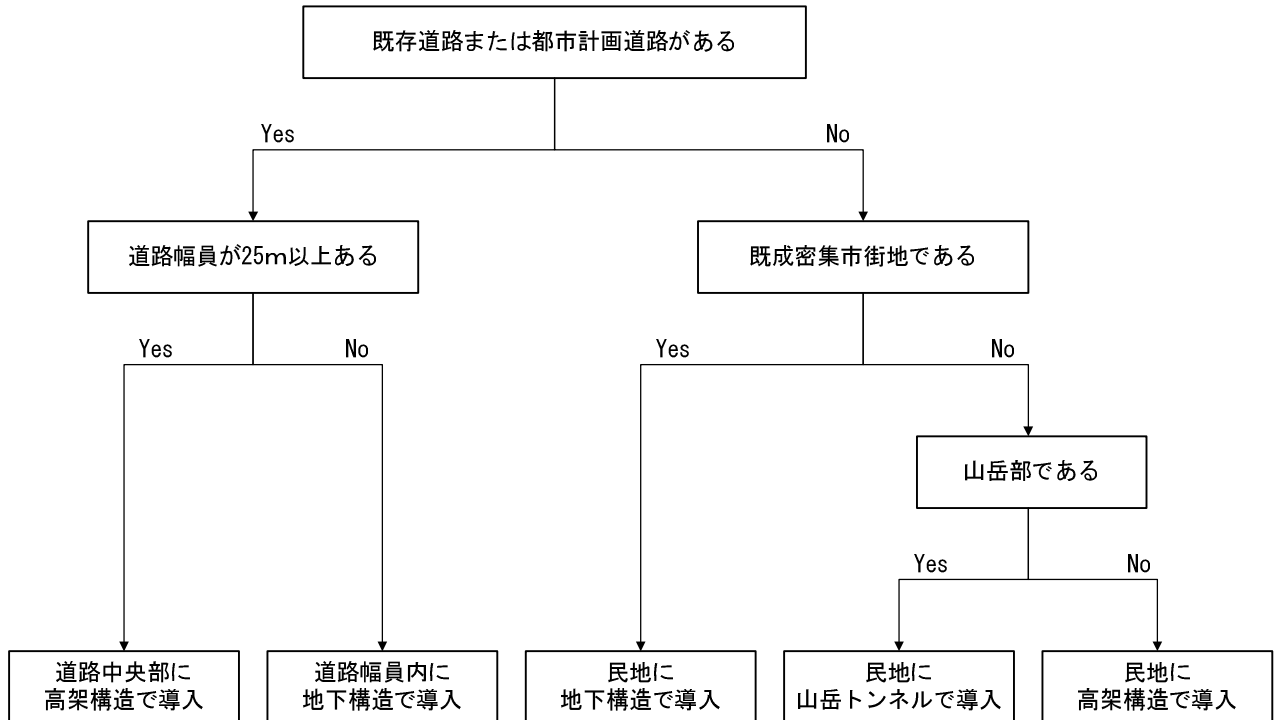 既存道路または都市計画道路がある
Yes
No
道路幅員が25m以上ある
既成密集市街地である
Yes
No
Yes
No
山岳部である
Yes
No
道路中央部に
高架構造で導入
道路幅員内に
地下構造で導入
民地に
地下構造で導入
民地に
山岳トンネルで導入
民地に
高架構造で導入